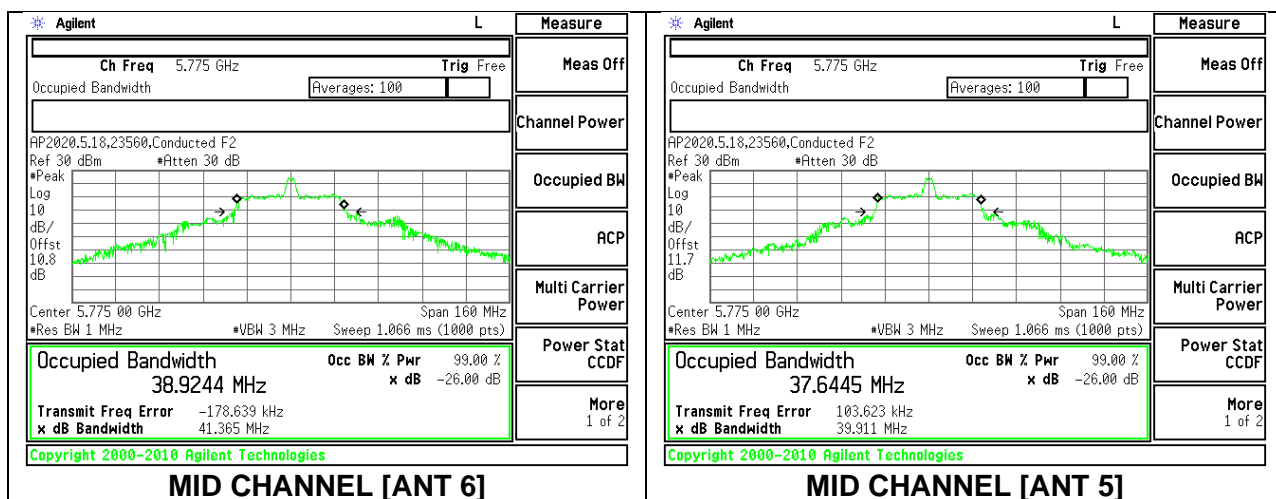 Agilent L Measure
Ch Freq 5.775 GHz Trig Free
Meas Off
Occupied Bandwidth Averages: 100
Channel Power
AP2020.5.18,23560,Conducted F2
Ref 30 dBm #Atten 30 dB
#Peak
Log
10
dB/
Offst
10.8
dB
Occupied BW
ACP
Multi Carrier
Power
Center 5.775 00 GHz Span 160 MHz
#Res BW 1 MHz #VBW 3 MHz Sweep 1.066 ms (1000 pts)
Power Stat
CCDF
Occupied Bandwidth Occ BW % Pwr 99.00 %
38.9244 MHz x dB -26.00 dB
Transmit Freq Error -178.639 kHz
x dB Bandwidth 41.365 MHz
More
1 of 2
Copyright 2000-2010 Agilent Technologies
MID CHANNEL [ANT 6]
Agilent L Measure
Ch Freq 5.775 GHz Trig Free
Meas Off
Occupied Bandwidth Averages: 100
Channel Power
AP2020.5.18,23560,Conducted F2
Ref 30 dBm #Atten 30 dB
#Peak
Log
10
dB/
Offst
11.7
dB
Occupied BW
ACP
Multi Carrier
Power
Center 5.775 00 GHz Span 160 MHz
#Res BW 1 MHz #VBW 3 MHz Sweep 1.066 ms (1000 pts)
Power Stat
CCDF
Occupied Bandwidth Occ BW % Pwr 99.00 %
37.6445 MHz x dB -26.00 dB
Transmit Freq Error 103.623 kHz
x dB Bandwidth 39.911 MHz
More
1 of 2
Copyright 2000-2010 Agilent Technologies
MID CHANNEL [ANT 5]